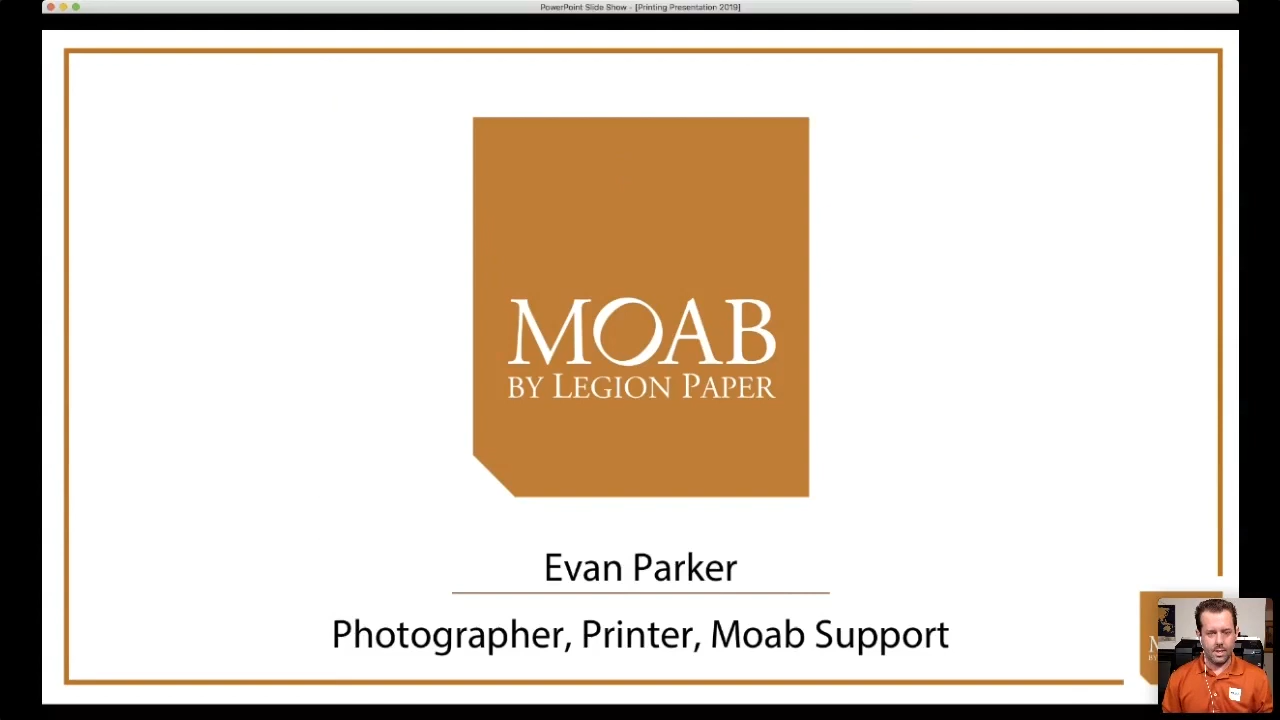 PowerPoint Slide Show - [Printing Presentation 2019]
MOAB
BY LEGION PAPER
Evan Parker
Photographer, Printer, Moab Support